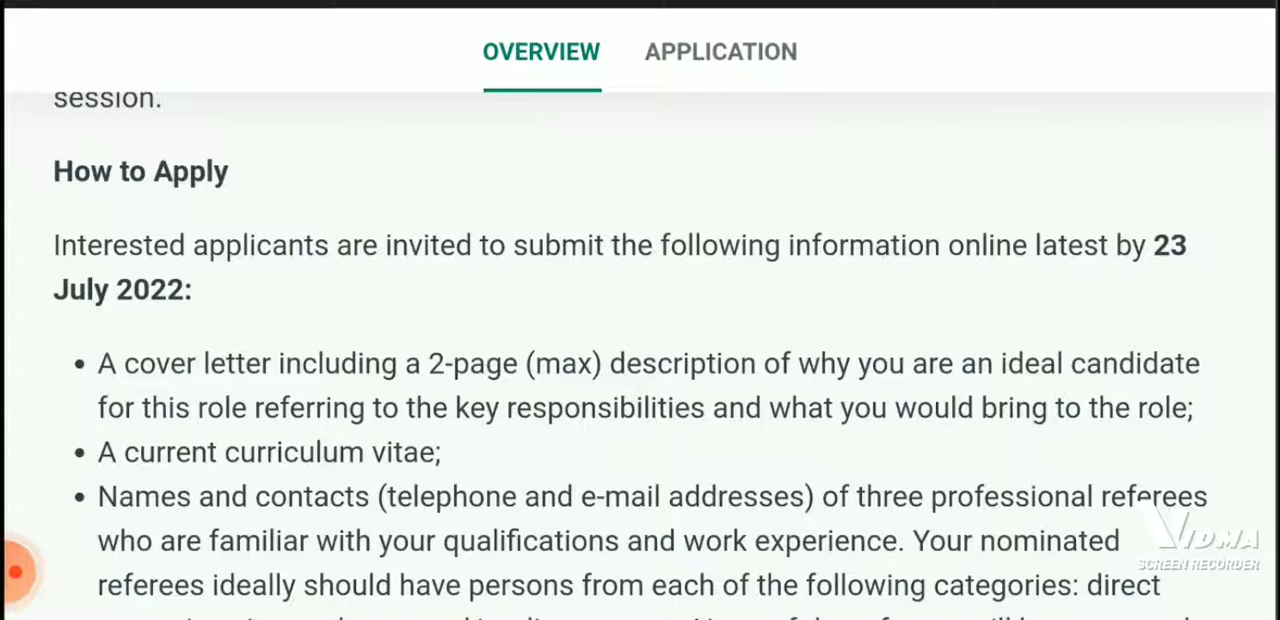 OVERVIEW APPLICATION
session.
How to Apply
Interested applicants are invited to submit the following information online latest by 23
July 2022:
• A cover letter including a 2-page (max) description of why you are an ideal candidate
for this role referring to the key responsibilities and what you would bring to the role;
• A current curriculum vitae;
• Names and contacts (telephone and e-mail addresses) of three professional referees
who are familiar with your qualifications and work experience. Your nominated
referees ideally should have persons from each of the following categories: direct
VIDMA
SCREEN RECORDER